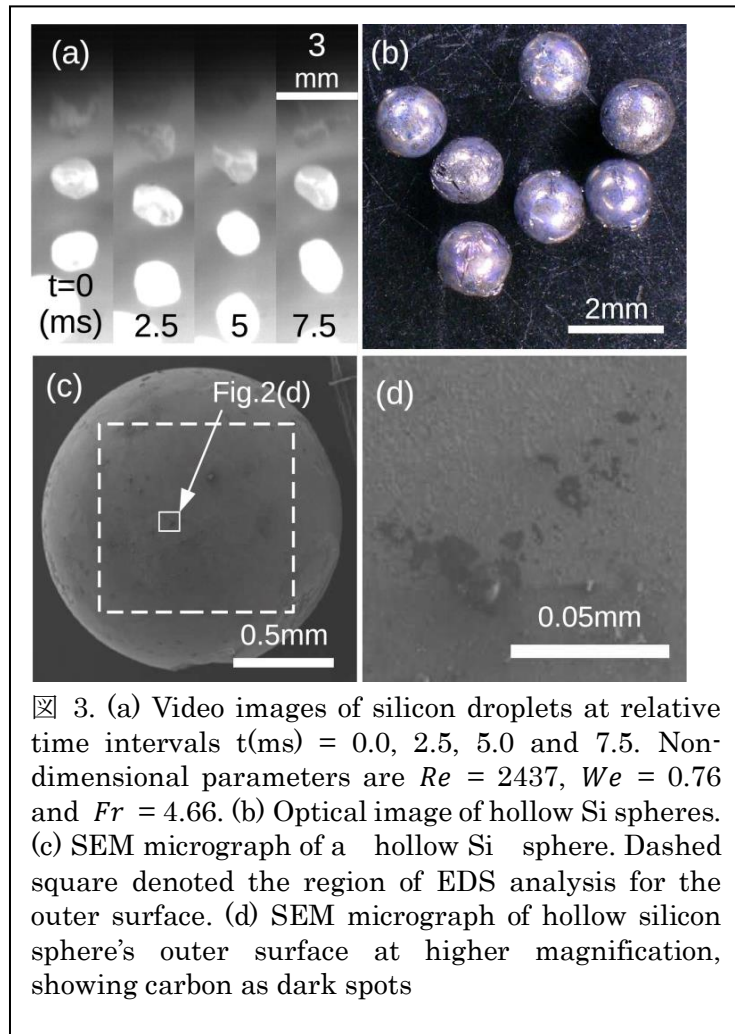 (a)
3
mm
t=0
(ms)
2.5
5
7.5
(b)
2mm
(c)
Fig.2(d)
0.5mm
(d)
0.05mm
図 3. (a) Video images of silicon droplets at relative
time intervals t(ms) = 0.0, 2.5, 5.0 and 7.5. Non-
dimensional parameters are Re = 2437, We = 0.76
and Fr = 4.66. (b) Optical image of hollow Si spheres.
(c) SEM micrograph of a hollow Si sphere. Dashed
square denoted the region of EDS analysis for the
outer surface. (d) SEM micrograph of hollow silicon
sphere's outer surface at higher magnification,
showing carbon as dark spots